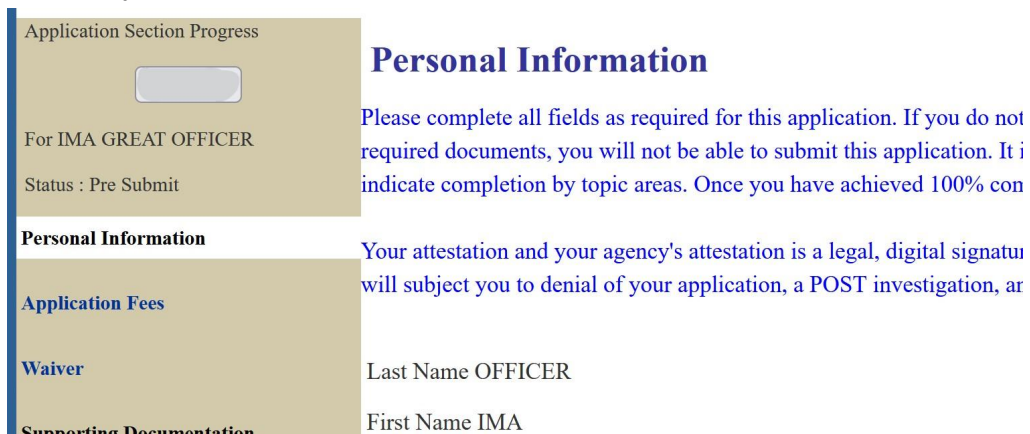 Application Section Progress
For IMA GREAT OFFICER
Status : Pre Submit
Personal Information
Application Fees
Waiver
Supporting Documentation
Personal Information
Please complete all fields as required for this application. If you do not
required documents, you will not be able to submit this application. It
indicate completion by topic areas. Once you have achieved 100%
Your attestation and your agency's attestation is a legal, digital
will subject you to denial of your application, a POST investigation,
Last Name OFFICER
First Name IMA